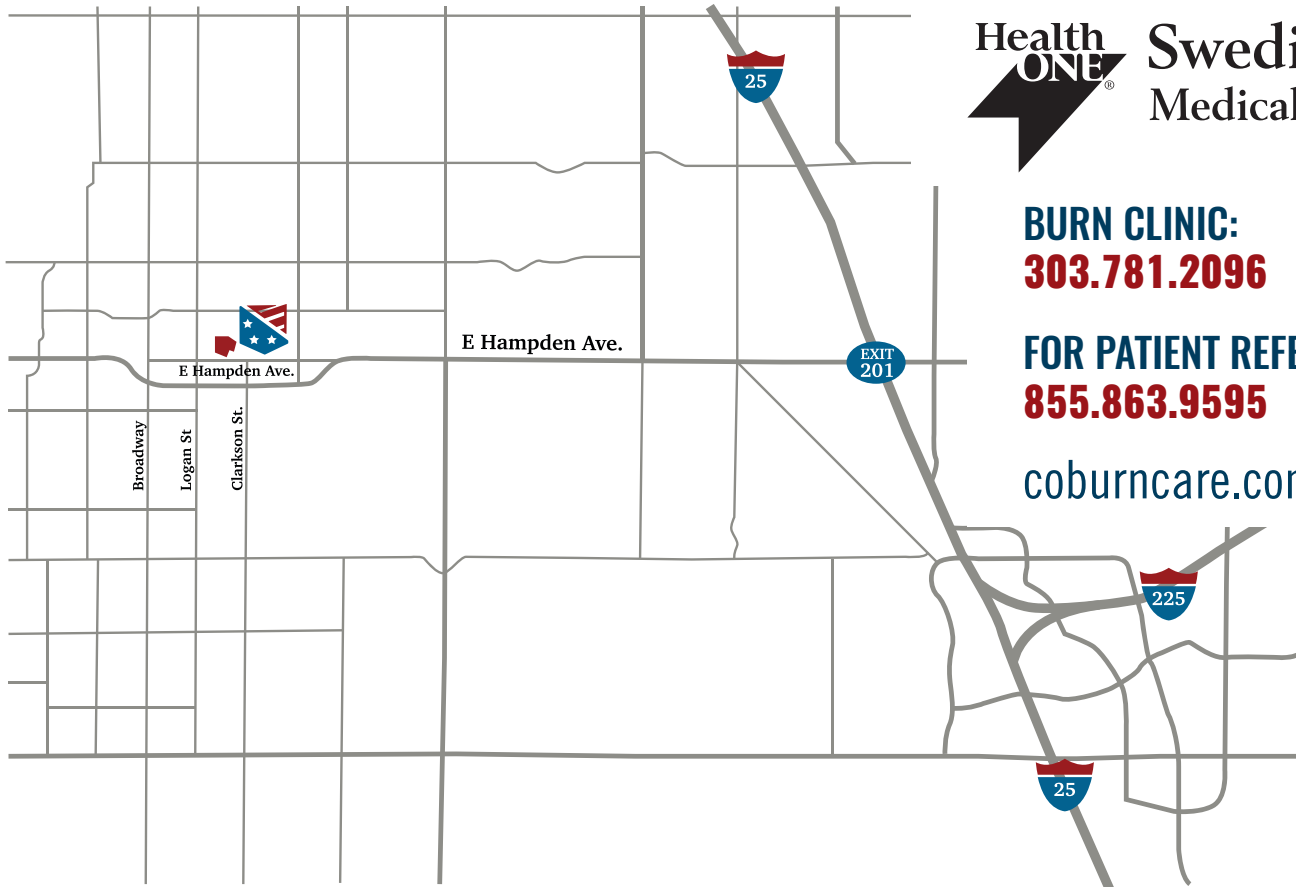 Health
ONE®
Swedi
Medical
BURN CLINIC:
303.781.2096
FOR PATIENT REFE
855.863.9595
coburncare.com
25
E Hampden Ave.
EXIT
201
E Hampden Ave.
Broadway
Logan St
Clarkson St.
225
25